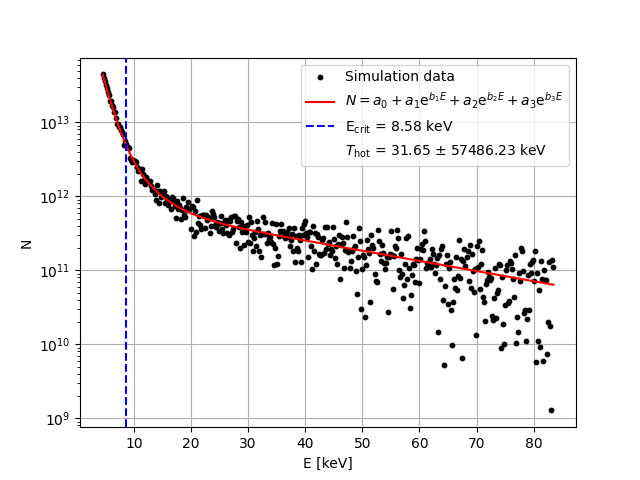 Simulation data
N = a₀ + a₁e^{b₁E} + a₂e^{b₂E} + a₃e^{b₃E}
E_crit = 8.58 keV
T_hot = 31.65 ± 57486.23 keV
10¹³
10¹²
10¹¹
10¹⁰
10⁹
N
10 20 30 40 50 60 70 80
E [keV]